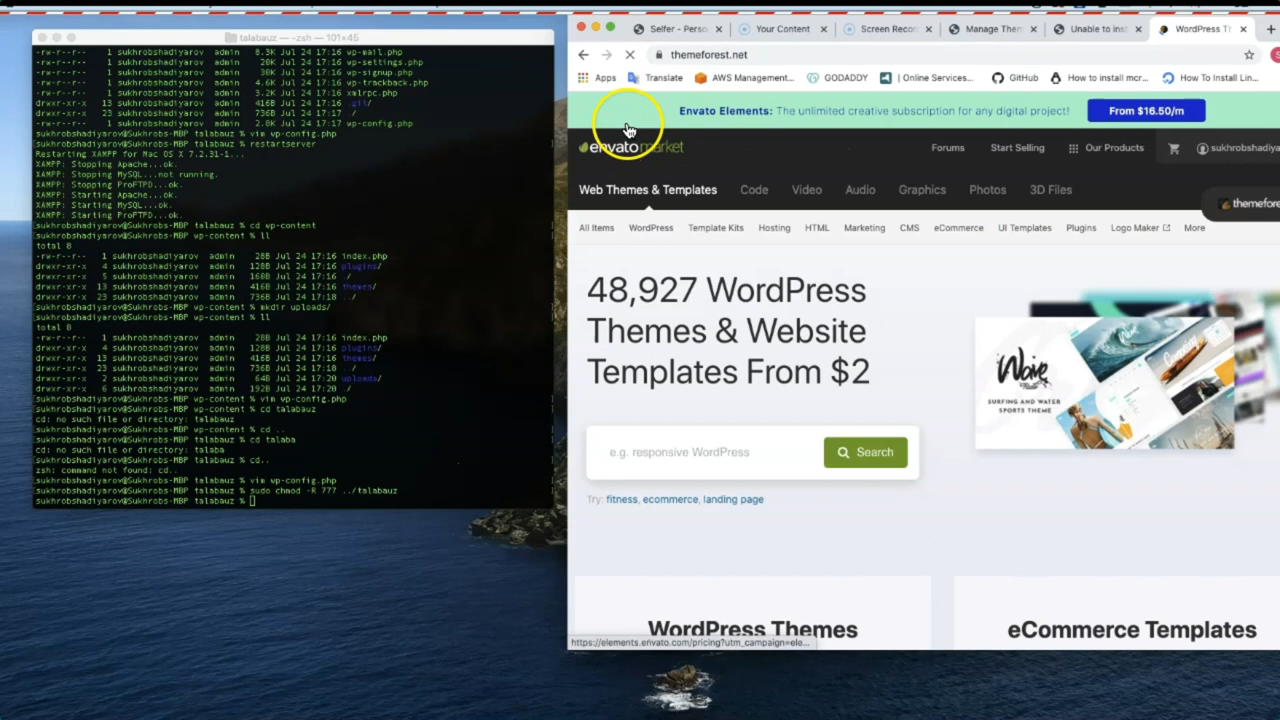 talabauz — -zsh — 101×45
-rw-r--r-- 1 sukhrobshadiyarov admin 8.3K Jul 24 17:16 wp-mail.php
-rw-r--r-- 1 sukhrobshadiyarov admin 20K Jul 24 17:16 wp-settings.php
-rw-r--r-- 1 sukhrobshadiyarov admin 30K Jul 24 17:16 wp-signup.php
-rw-r--r-- 1 sukhrobshadiyarov admin 4.6K Jul 24 17:16 wp-trackback.php
-rw-r--r-- 1 sukhrobshadiyarov admin 3.2K Jul 24 17:16 xmlrpc.php
drwxr-xr-x 13 sukhrobshadiyarov admin 416B Jul 24 17:16 .git/
drwxr-xr-x 23 sukhrobshadiyarov admin 736B Jul 24 17:17 ./
-rw-r--r-- 1 sukhrobshadiyarov admin 2.8K Jul 24 17:17 wp-config.php
sukhrobshadiyarov@Sukhrobs-MBP talabauz % vim wp-config.php
sukhrobshadiyarov@Sukhrobs-MBP talabauz % restartserver
Restarting XAMPP for Mac OS X 7.2.31-1...
XAMPP: Stopping Apache...ok.
XAMPP: Stopping MySQL...not running.
XAMPP: Stopping ProFTPD...ok.
XAMPP: Starting Apache...ok.
XAMPP: Starting MySQL...ok.
XAMPP: Starting ProFTPD...ok.
sukhrobshadiyarov@Sukhrobs-MBP talabauz % cd wp-content
sukhrobshadiyarov@Sukhrobs-MBP wp-content % ll
total 8
-rw-r--r-- 1 sukhrobshadiyarov admin 28B Jul 24 17:16 index.php
drwxr-xr-x 4 sukhrobshadiyarov admin 128B Jul 24 17:16 plugins/
drwxr-xr-x 5 sukhrobshadiyarov admin 160B Jul 24 17:16 ./
drwxr-xr-x 13 sukhrobshadiyarov admin 416B Jul 24 17:16 themes/
drwxr-xr-x 23 sukhrobshadiyarov admin 736B Jul 24 17:18 ../
sukhrobshadiyarov@Sukhrobs-MBP wp-content % mkdir uploads/
sukhrobshadiyarov@Sukhrobs-MBP wp-content % ll
total 8
-rw-r--r-- 1 sukhrobshadiyarov admin 28B Jul 24 17:16 index.php
drwxr-xr-x 4 sukhrobshadiyarov admin 128B Jul 24 17:16 plugins/
drwxr-xr-x 13 sukhrobshadiyarov admin 416B Jul 24 17:16 themes/
drwxr-xr-x 23 sukhrobshadiyarov admin 736B Jul 24 17:18 ../
drwxr-xr-x 2 sukhrobshadiyarov admin 64B Jul 24 17:20 uploads/
drwxr-xr-x 6 sukhrobshadiyarov admin 192B Jul 24 17:20 ./
sukhrobshadiyarov@Sukhrobs-MBP wp-content % vim wp-config.php
sukhrobshadiyarov@Sukhrobs-MBP wp-content % cd talabauz
cd: no such file or directory: talabauz
sukhrobshadiyarov@Sukhrobs-MBP wp-content % cd ..
sukhrobshadiyarov@Sukhrobs-MBP talabauz % cd talaba
cd: no such file or directory: talaba
sukhrobshadiyarov@Sukhrobs-MBP talabauz % cd..
zsh: command not found: cd..
sukhrobshadiyarov@Sukhrobs-MBP talabauz % vim wp-config.php
sukhrobshadiyarov@Sukhrobs-MBP talabauz % sudo chmod -R 777 ../talabauz
sukhrobshadiyarov@Sukhrobs-MBP talabauz %
Selfer - Perso Your Content Screen Recor Manage Them Unable to inst WordPress Th
themeforest.net
Apps Translate AWS Management... GODADDY | Online Services... GitHub How to install mcr... How To Install Lin...
Envato Elements: The unlimited creative subscription for any digital project! From $16.50/m
envatomarket Forums Start Selling Our Products sukhrobshadiya
Web Themes & Templates Code Video Audio Graphics Photos 3D Files
themefore
All Items WordPress Template Kits Hosting HTML Marketing CMS eCommerce UI Templates Plugins Logo Maker More
48,927 WordPress
Themes & Website
Templates From $2
Wave
SURFING AND WATER
SPORTS THEME
e.g. responsive WordPress Search
Try: fitness, ecommerce, landing page
WordPress Themes eCommerce Templates
https://elements.envato.com/pricing?utm_campaign=ele...